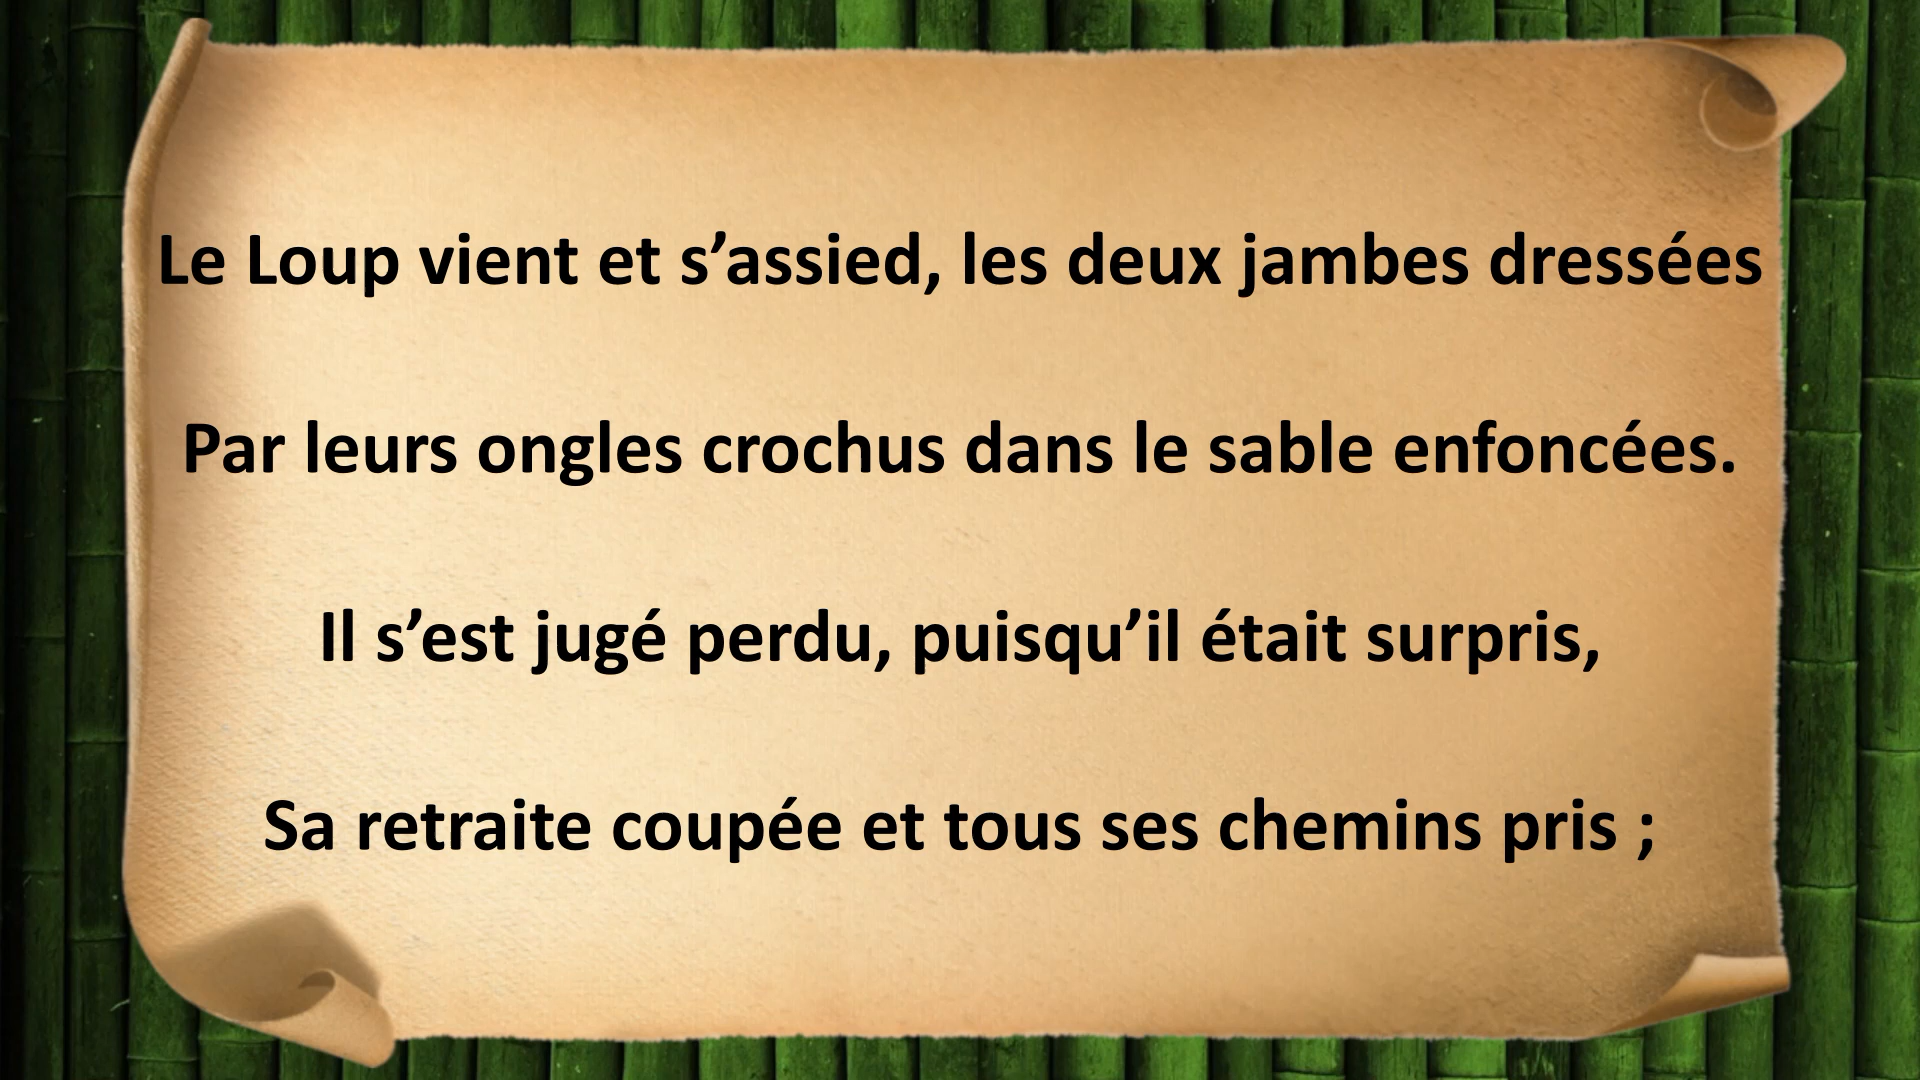 Le Loup vient et s’assied, les deux jambes dressées
Par leurs ongles crochus dans le sable enfoncées.
Il s’est jugé perdu, puisqu’il était surpris,
Sa retraite coupée et tous ses chemins pris ;